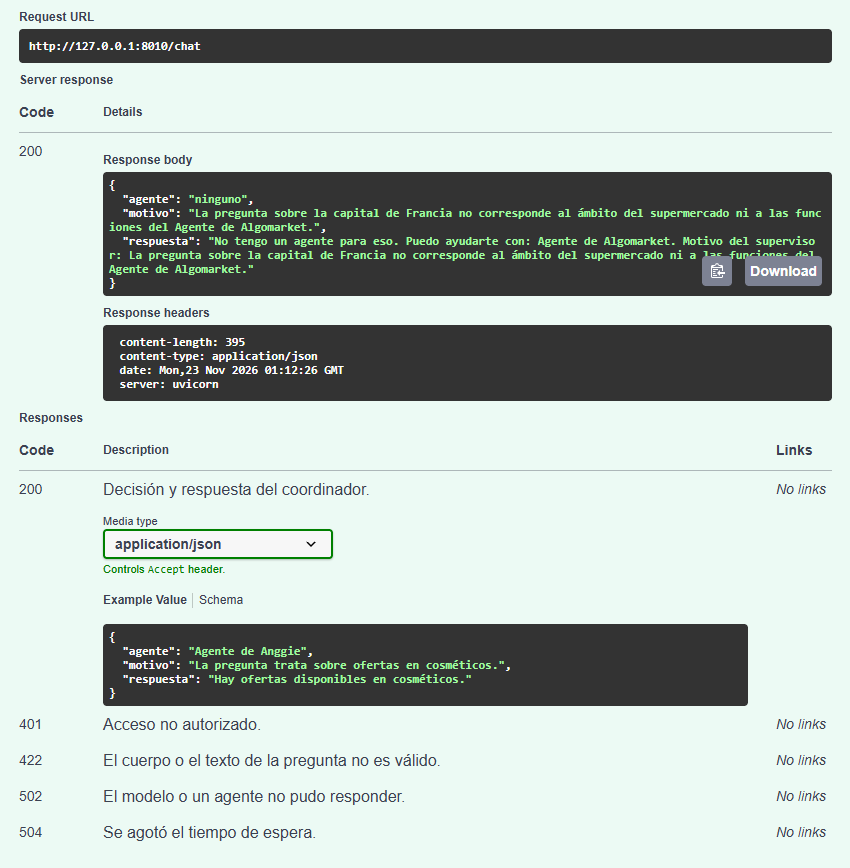 Request URL
http://127.0.0.1:8010/chat
Server response
Code Details
200
Response body
{
"agente": "ninguno",
"motivo": "La pregunta sobre la capital de Francia no corresponde al ámbito del supermercado ni a las func
iones del Agente de Algomarket.",
"respuesta": "No tengo un agente para eso. Puedo ayudarte con: Agente de Algomarket. Motivo del superviso
r: La pregunta sobre la capital de Francia no corresponde al ámbito del supermercado ni a las funciones del
Agente de Algomarket."
}
Download
Response headers
content-length: 395
content-type: application/json
date: Mon,23 Nov 2026 01:12:26 GMT
server: uvicorn
Responses
Code Description Links
200 Decisión y respuesta del coordinador. No links
Media type
application/json
Controls Accept header.
Example Value Schema
{
"agente": "Agente de Anggie",
"motivo": "La pregunta trata sobre ofertas en cosméticos.",
"respuesta": "Hay ofertas disponibles en cosméticos."
}
401 Acceso no autorizado. No links
422 El cuerpo o el texto de la pregunta no es válido. No links
502 El modelo o un agente no pudo responder. No links
504 Se agotó el tiempo de espera. No links